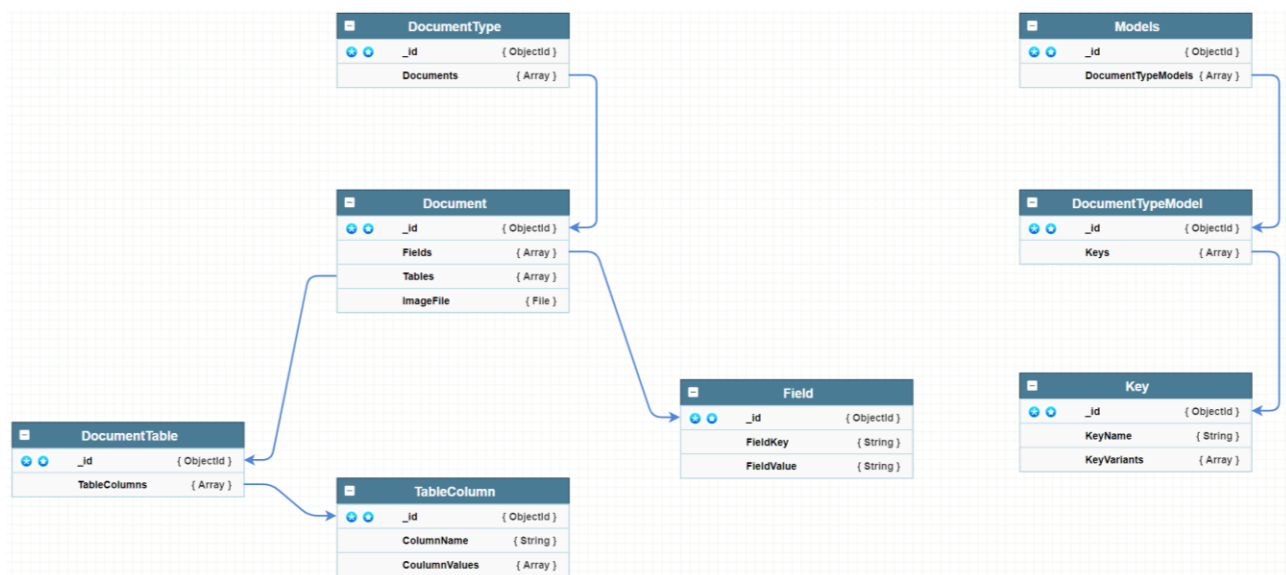 DocumentType
_id { ObjectId }
Documents { Array }
Models
_id { ObjectId }
DocumentTypeModels { Array }
Document
_id { ObjectId }
Fields { Array }
Tables { Array }
ImageFile { File }
DocumentTypeModel
_id { ObjectId }
Keys { Array }
Field
_id { ObjectId }
FieldKey { String }
FieldValue { String }
Key
_id { ObjectId }
KeyName { String }
KeyVariants { Array }
DocumentTable
_id { ObjectId }
TableColumns { Array }
TableColumn
_id { ObjectId }
ColumnName { String }
CoulumnValues { Array }